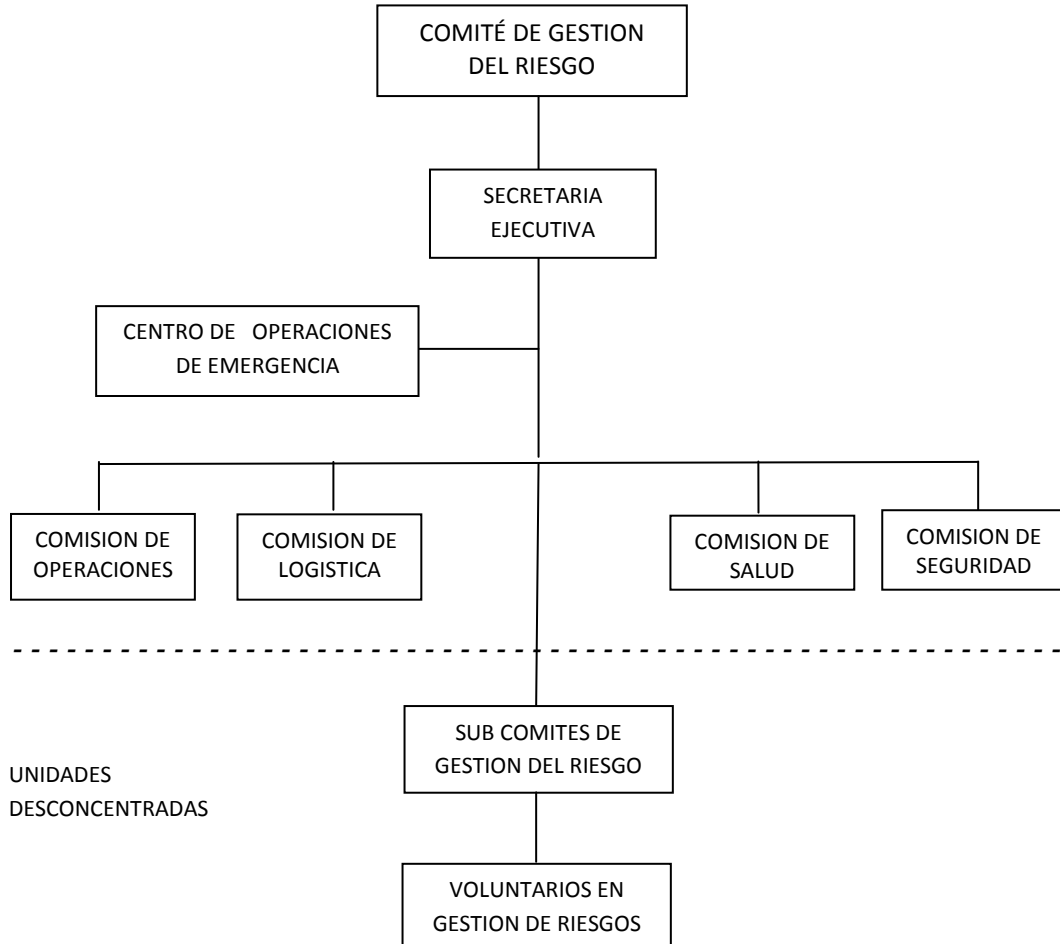 COMITÉ DE GESTION
DEL RIESGO
SECRETARIA
EJECUTIVA
CENTRO DE OPERACIONES
DE EMERGENCIA
COMISION DE
OPERACIONES
COMISION DE
LOGISTICA
COMISION DE
SALUD
COMISION DE
SEGURIDAD
SUB COMITES DE
GESTION DEL RIESGO
UNIDADES
DESCONCENTRADAS
VOLUNTARIOS EN
GESTION DE RIESGOS